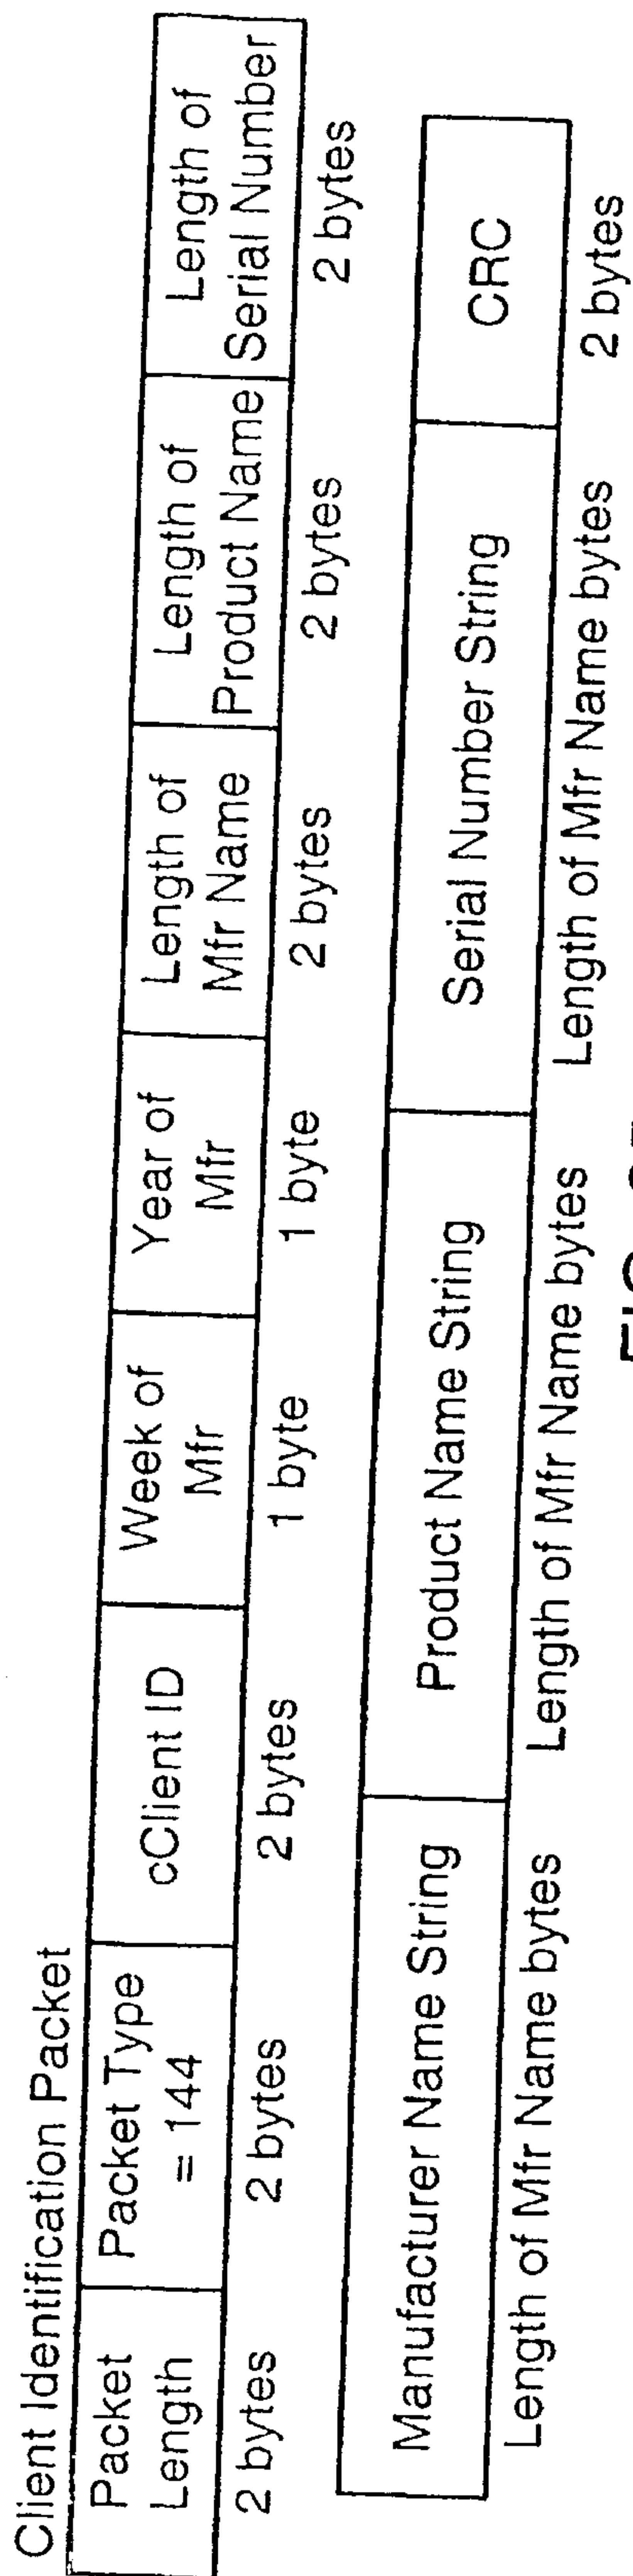 Client Identification Packet
Packet Length
Packet Type = 144
cClient ID
Week of Mfr
Year of Mfr
Length of Mfr Name
Length of Product Name
Length of Serial Number
2 bytes
2 bytes
2 bytes
1 byte
1 byte
2 bytes
2 bytes
2 bytes
Manufacturer Name String
Product Name String
Serial Number String
CRC
Length of Mfr Name bytes
Length of Mfr Name bytes
Length of Mfr Name bytes
2 bytes